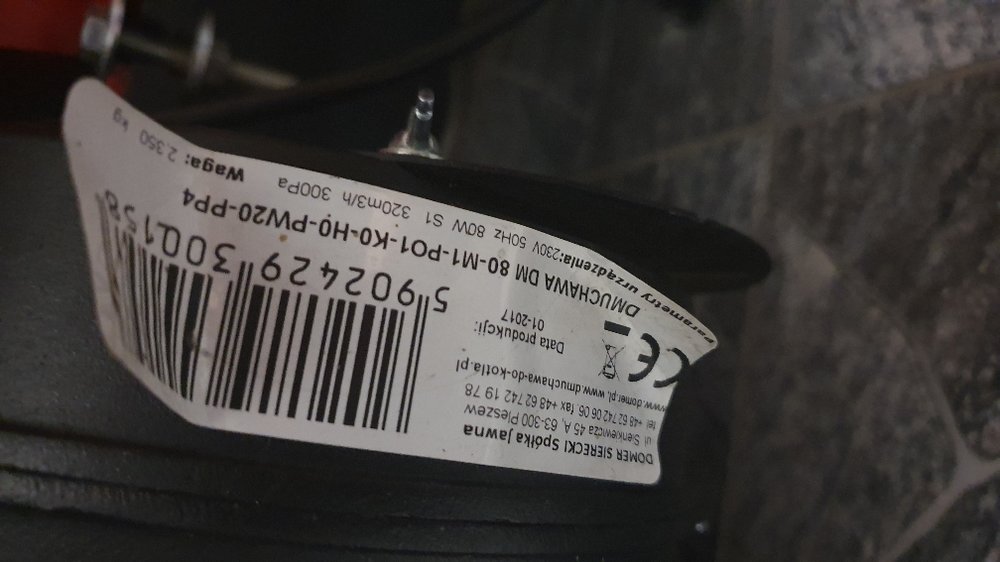 DOMER SIERECKI Spółka Jawna
ul Sienkiewicza 45 A, 63-300 Pleszew
tel +48 62 742 06 06 fax +48 62 742 19 78
www.domer.pl, www.dmuchawa-do-kotla.pl
CE
Data produkcji:
01-2017
5 902429 300158
DMUCHAWA DM 80-M1-PO1-K0-H0-PW20-PP4
Parametry urządzenia:230V 50Hz 80W S1 320m3/h 300Pa
Waga: 2.350 kg